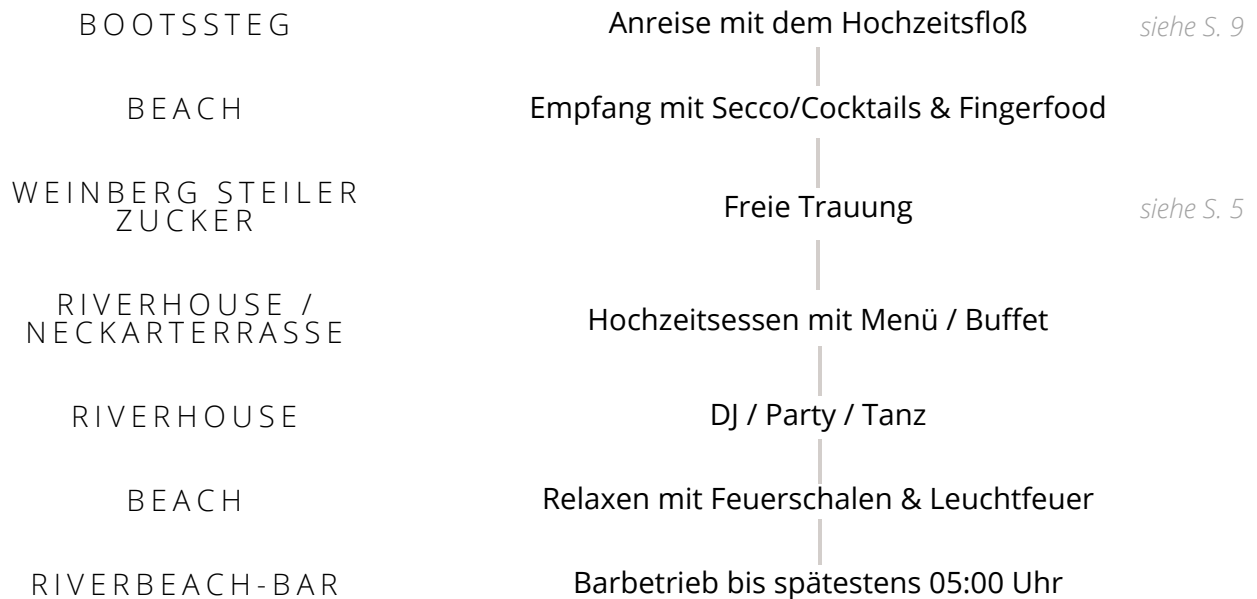 BOOTSSTEG
Anreise mit dem Hochzeitsfloß
siehe S. 9
BEACH
Empfang mit Secco/Cocktails & Fingerfood
WEINBERG STEILER
ZUCKER
Freie Trauung
siehe S. 5
RIVERHOUSE /
NECKARTERRASSE
Hochzeitsessen mit Menü / Buffet
RIVERHOUSE
DJ / Party / Tanz
BEACH
Relaxen mit Feuerschalen & Leuchtfeuer
RIVERBEACH-BAR
Barbetrieb bis spätestens 05:00 Uhr